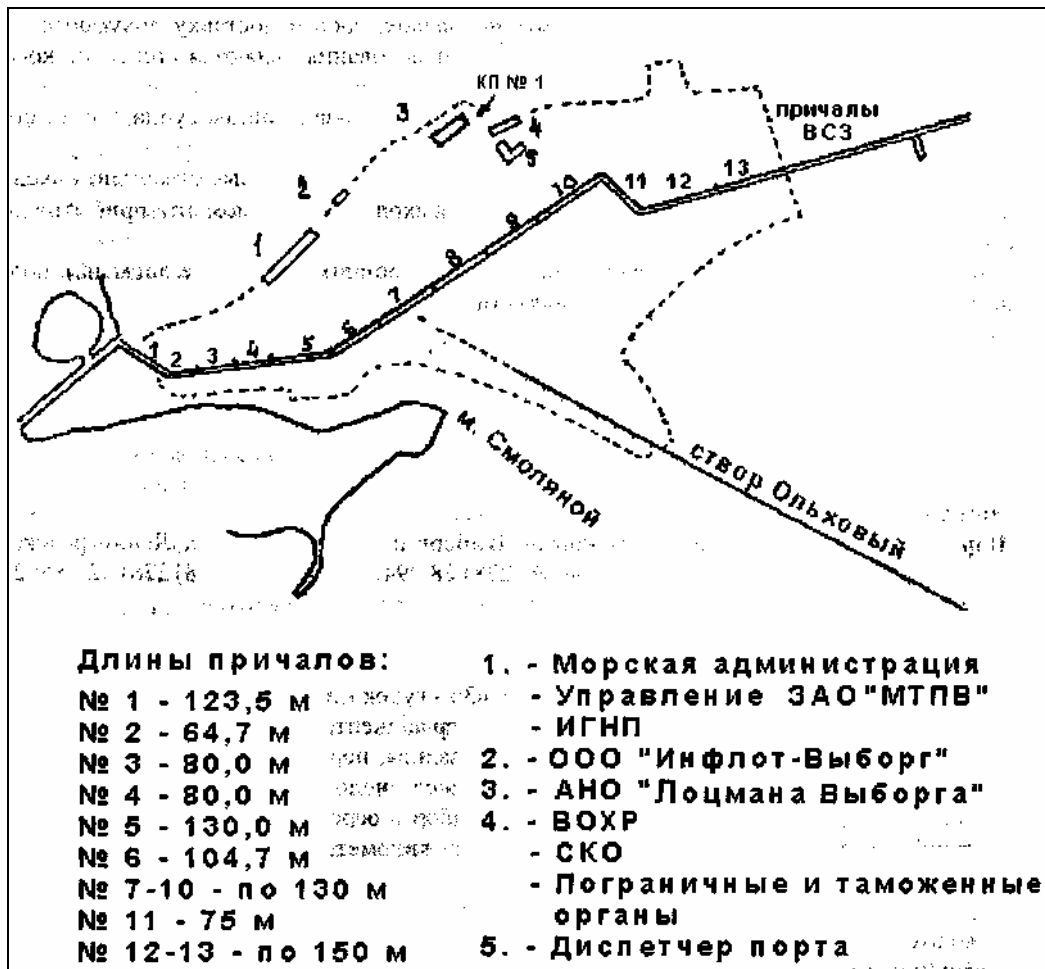 КП № 1
3
4
5
2
1
причалы
ВСЗ
1
2
3
4
5
6
7
8
9
10
11
12
13
м. Смоляной
створ Ольховый
Длины причалов:
№ 1 - 123,5 м
№ 2 - 64,7 м
№ 3 - 80,0 м
№ 4 - 80,0 м
№ 5 - 130,0 м
№ 6 - 104,7 м
№ 7-10 - по 130 м
№ 11 - 75 м
№ 12-13 - по 150 м
1. - Морская администрация
- Управление ЗАО "МТПВ"
- ИГНП
2. - ООО "Инфлот-Выборг"
3. - АНО "Лоцмана Выборга"
4. - ВОХР
- СКО
- Пограничные и таможенные
органы
5. - Диспетчер порта